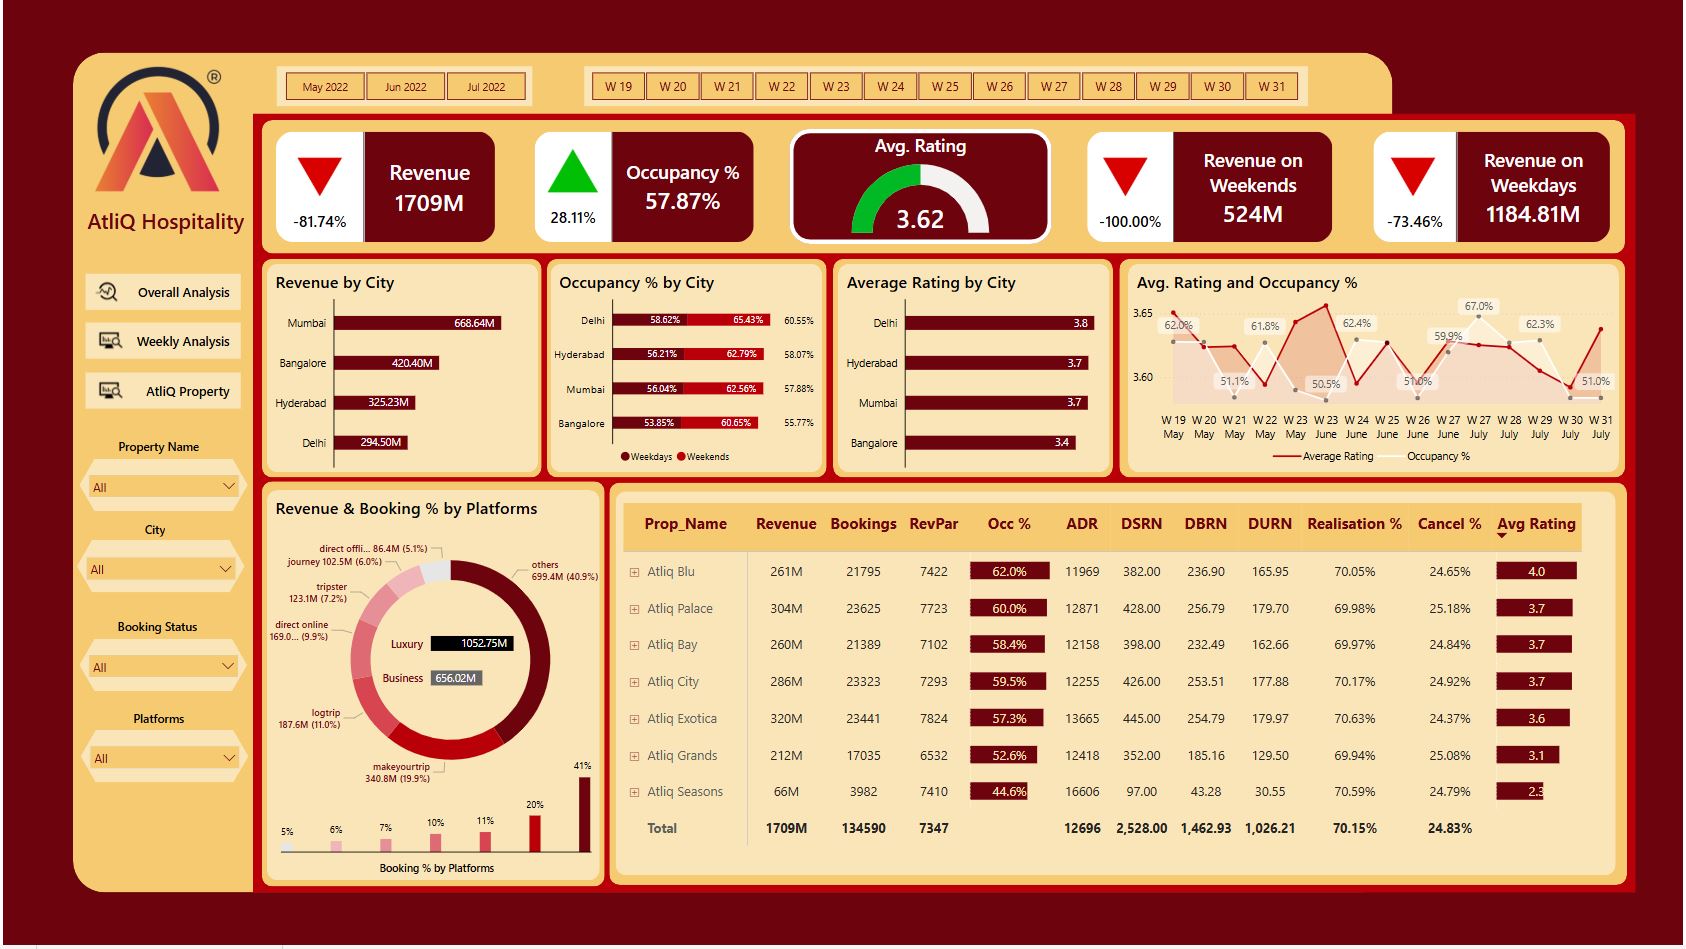 ®
AtliQ Hospitality
May 2022 Jun 2022 Jul 2022
W 19 W 20 W 21 W 22 W 23 W 24 W 25 W 26 W 27 W 28 W 29 W 30 W 31
-81.74%
Revenue
1709M
28.11%
Occupancy %
57.87%
Avg. Rating
3.62
-100.00%
Revenue on
Weekends
524M
-73.46%
Revenue on
Weekdays
1184.81M
Overall Analysis
Weekly Analysis
AtliQ Property
Property Name
All
City
All
Booking Status
All
Platforms
All
Revenue by City
Mumbai 668.64M
Bangalore 420.40M
Hyderabad 325.23M
Delhi 294.50M
Occupancy % by City
Delhi 58.62% 65.43% 60.55%
Hyderabad 56.21% 62.79% 58.07%
Mumbai 56.04% 62.56% 57.88%
Bangalore 53.85% 60.65% 55.77%
Weekdays Weekends
Average Rating by City
Delhi 3.8
Hyderabad 3.7
Mumbai 3.7
Bangalore 3.4
Avg. Rating and Occupancy %
3.65
3.60
62.0% 51.1% 61.8% 50.5% 62.4% 51.0% 59.9% 67.0% 62.3% 51.0%
W 19 W 20 W 21 W 22 W 23 W 23 W 24 W 25 W 26 W 27 W 27 W 28 W 29 W 30 W 31
May May May May May June June June June June July July July July July
Average Rating Occupancy %
Revenue & Booking % by Platforms
direct offli... 86.4M (5.1%)
journey 102.5M (6.0%)
tripster
123.1M (7.2%)
direct online
169.0... (9.9%)
logtrip
187.6M (11.0%)
makeyourtrip
340.8M (19.9%)
others
699.4M (40.9%)
Luxury 1052.75M
Business 656.02M
5% 6% 7% 10% 11% 20% 41%
Booking % by Platforms
Prop_Name Revenue Bookings RevPar Occ % ADR DSRN DBRN DURN Realisation % Cancel % Avg Rating
Atliq Blu 261M 21795 7422 62.0% 11969 382.00 236.90 165.95 70.05% 24.65% 4.0
Atliq Palace 304M 23625 7723 60.0% 12871 428.00 256.79 179.70 69.98% 25.18% 3.7
Atliq Bay 260M 21389 7102 58.4% 12158 398.00 232.49 162.66 69.97% 24.84% 3.7
Atliq City 286M 23323 7293 59.5% 12255 426.00 253.51 177.88 70.17% 24.92% 3.7
Atliq Exotica 320M 23441 7824 57.3% 13665 445.00 254.79 179.97 70.63% 24.37% 3.6
Atliq Grands 212M 17035 6532 52.6% 12418 352.00 185.16 129.50 69.94% 25.08% 3.1
Atliq Seasons 66M 3982 7410 44.6% 16606 97.00 43.28 30.55 70.59% 24.79% 2.3
Total 1709M 134590 7347 12696 2,528.00 1,462.93 1,026.21 70.15% 24.83%